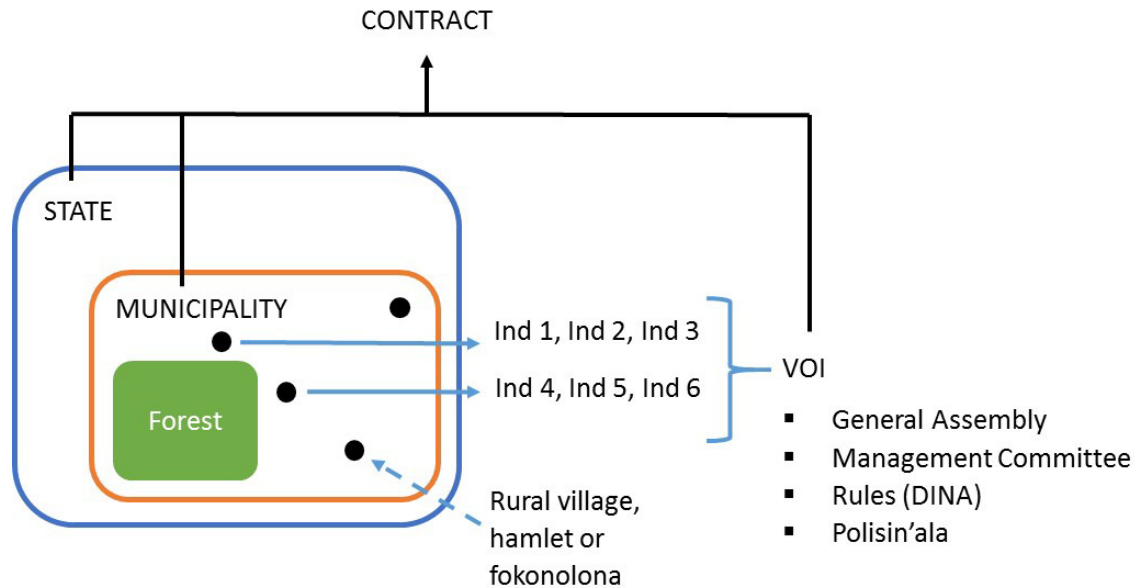 CONTRACT
STATE
MUNICIPALITY
Forest
Ind 1, Ind 2, Ind 3
Ind 4, Ind 5, Ind 6
Rural village,
hamlet or
fokonolona
VOI
▪ General Assembly
▪ Management Committee
▪ Rules (DINA)
▪ Polisin’ala